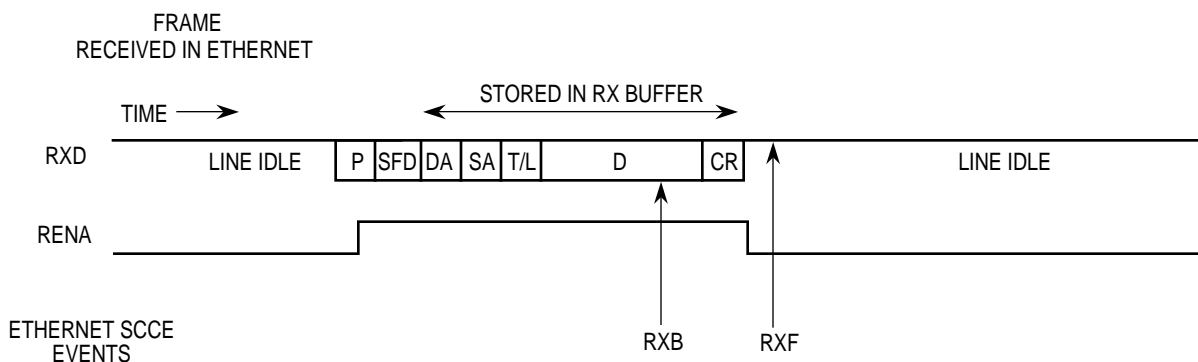 FRAME
RECEIVED IN ETHERNET
STORED IN RX BUFFER
TIME
RXD
LINE IDLE
P
SFD
DA
SA
T/L
D
CR
LINE IDLE
RENA
ETHERNET SCCE
EVENTS
RXB
RXF